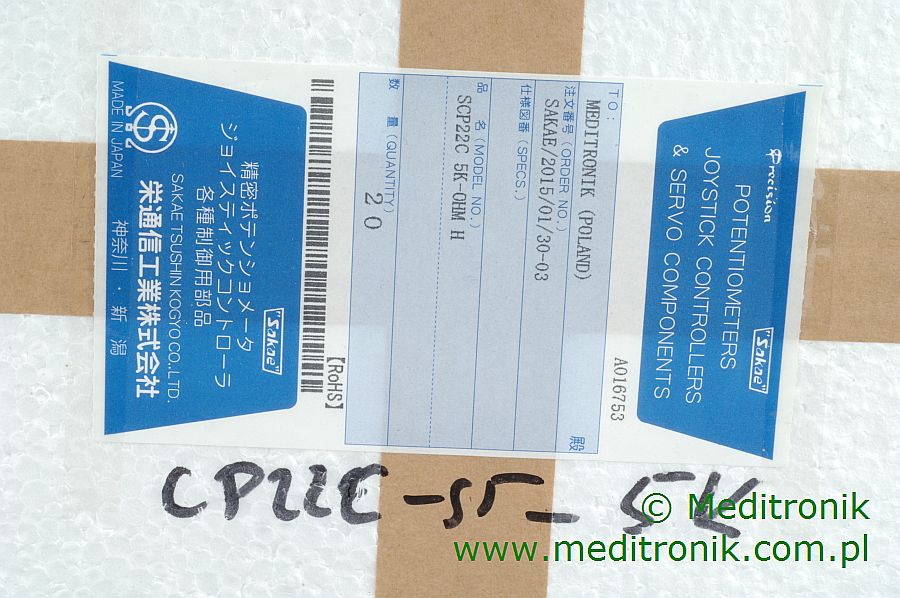 Precision
POTENTIOMETERS
JOYSTICK CONTROLLERS
& SERVO COMPONENTS
"Sakae"
A016753
TO:
MEDITRONIK (POLAND)
殿
注文番号 (ORDER NO.)
SAKAE/2015/01/30-03
仕様図番 (SPECS.)
品 名 (MODEL NO.)
SCP22C 5K-OHM H
数 量 (QUANTITY)
20
【RoHS】
"Sakae"
精密ポテンショメータ
ジョイスティックコントローラ
各種制御用部品
SAKAE TSUSHIN KOGYO CO., LTD.
栄通信工業株式会社
MADE IN JAPAN
神奈川・新潟
CP22C - S5 - 5K
© Meditronik
www.meditronik.com.pl